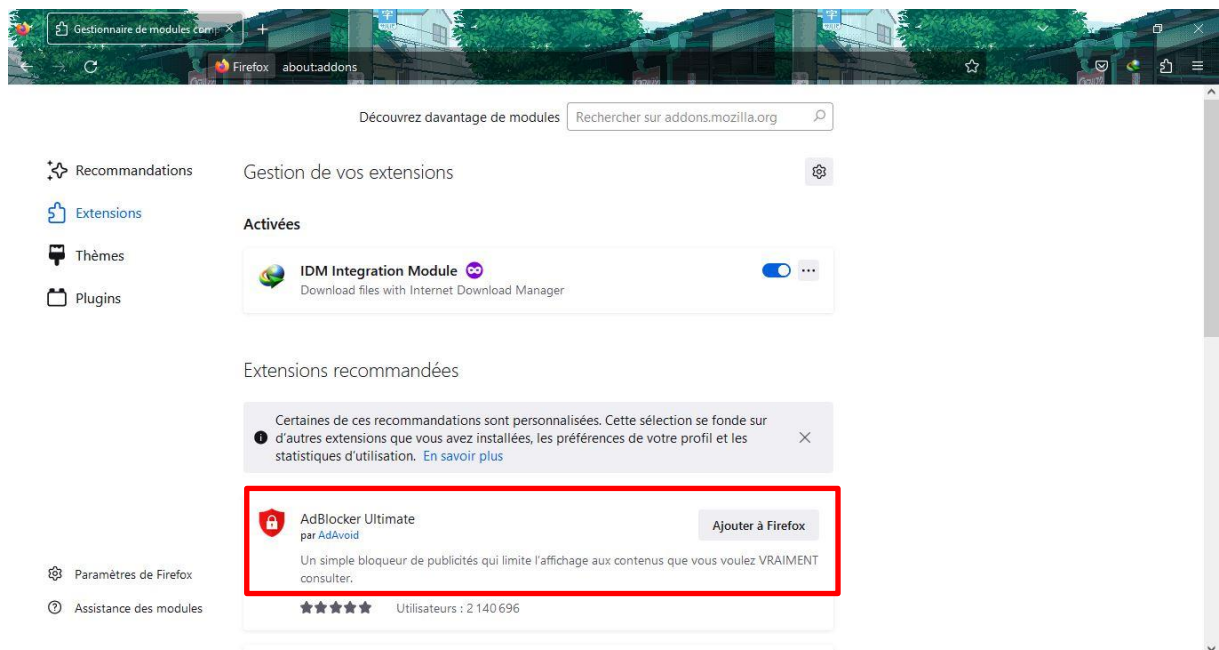 Gestionnaire de modules comp
Firefox about:addons
Découvrez davantage de modules Rechercher sur addons.mozilla.org
Recommandations
Extensions
Thèmes
Plugins
Gestion de vos extensions
Activées
IDM Integration Module
Download files with Internet Download Manager
Extensions recommandées
Certaines de ces recommandations sont personnalisées. Cette sélection se fonde sur
d'autres extensions que vous avez installées, les préférences de votre profil et les
statistiques d'utilisation. En savoir plus
AdBlocker Ultimate
par AdAvoid
Ajouter à Firefox
Un simple bloqueur de publicités qui limite l'affichage aux contenus que vous voulez VRAIMENT
consulter.
Utilisateurs : 2 140 696
Paramètres de Firefox
Assistance des modules